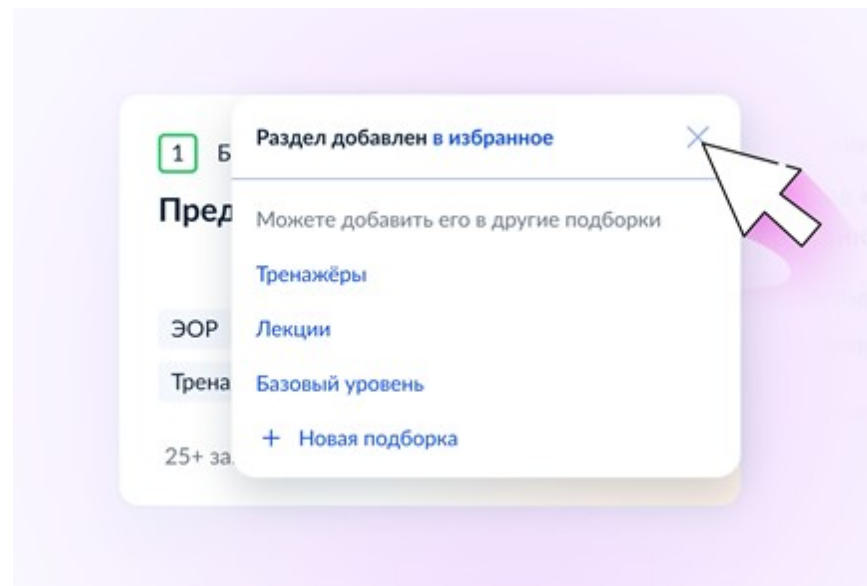 1 Б
Раздел добавлен в избранное
Пред
Можете добавить его в другие подборки
Тренажёры
ЭОР
Лекции
Трена
Базовый уровень
+ Новая подборка
25+ за